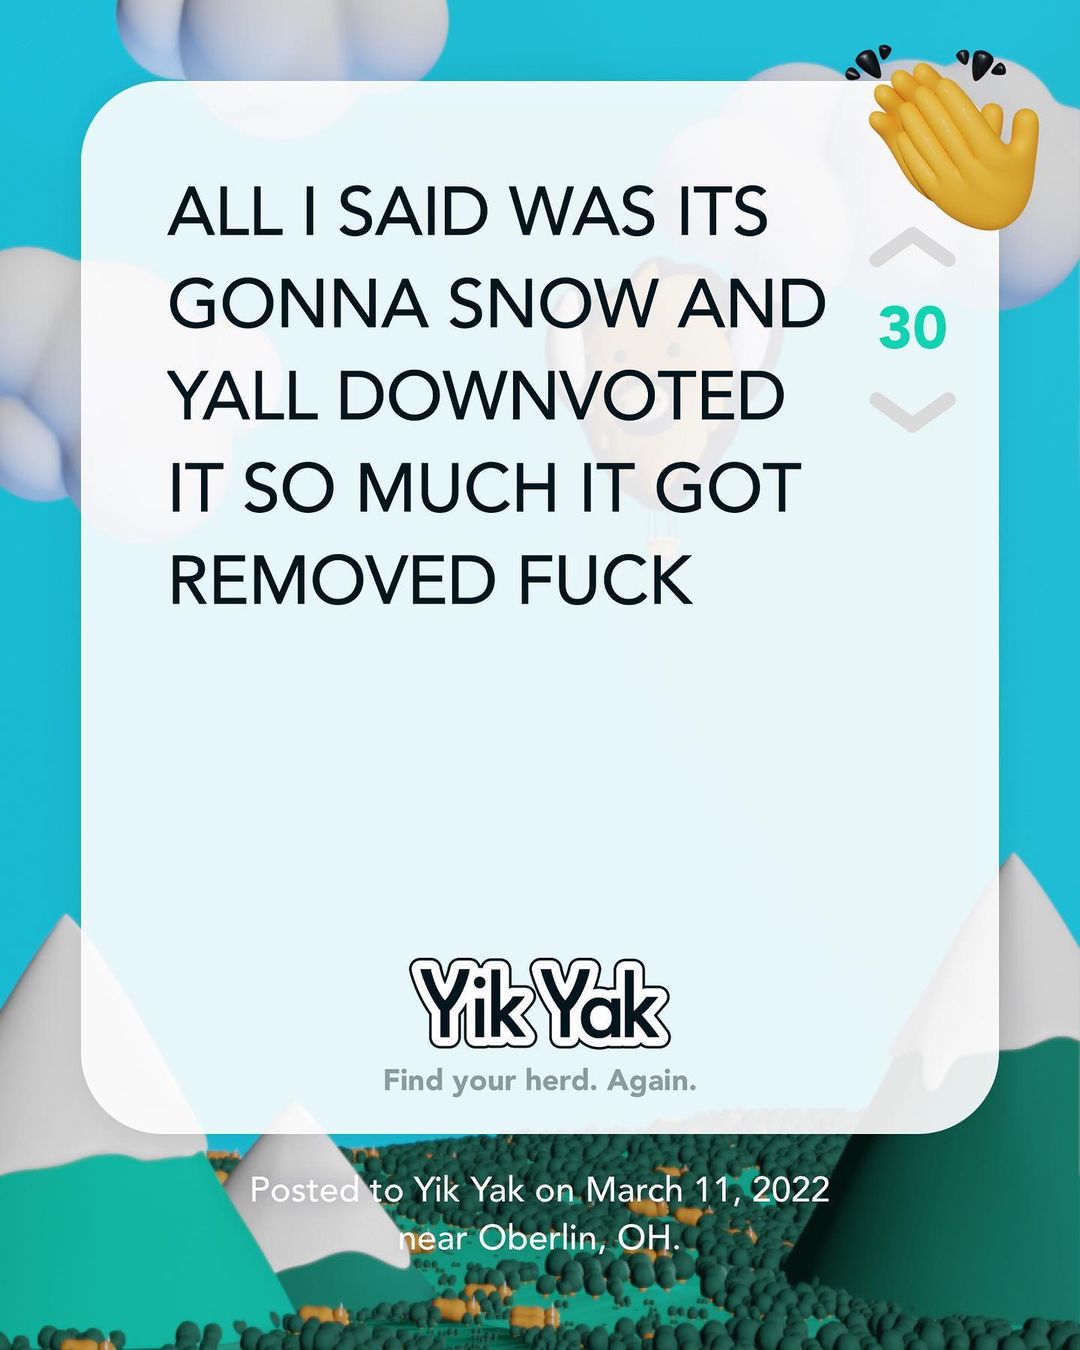 ALL I SAID WAS ITS
GONNA SNOW AND
YALL DOWNVOTED
IT SO MUCH IT GOT
REMOVED FUCK
30
Yik Yak
Find your herd. Again.
Posted to Yik Yak on March 11, 2022
near Oberlin, OH.